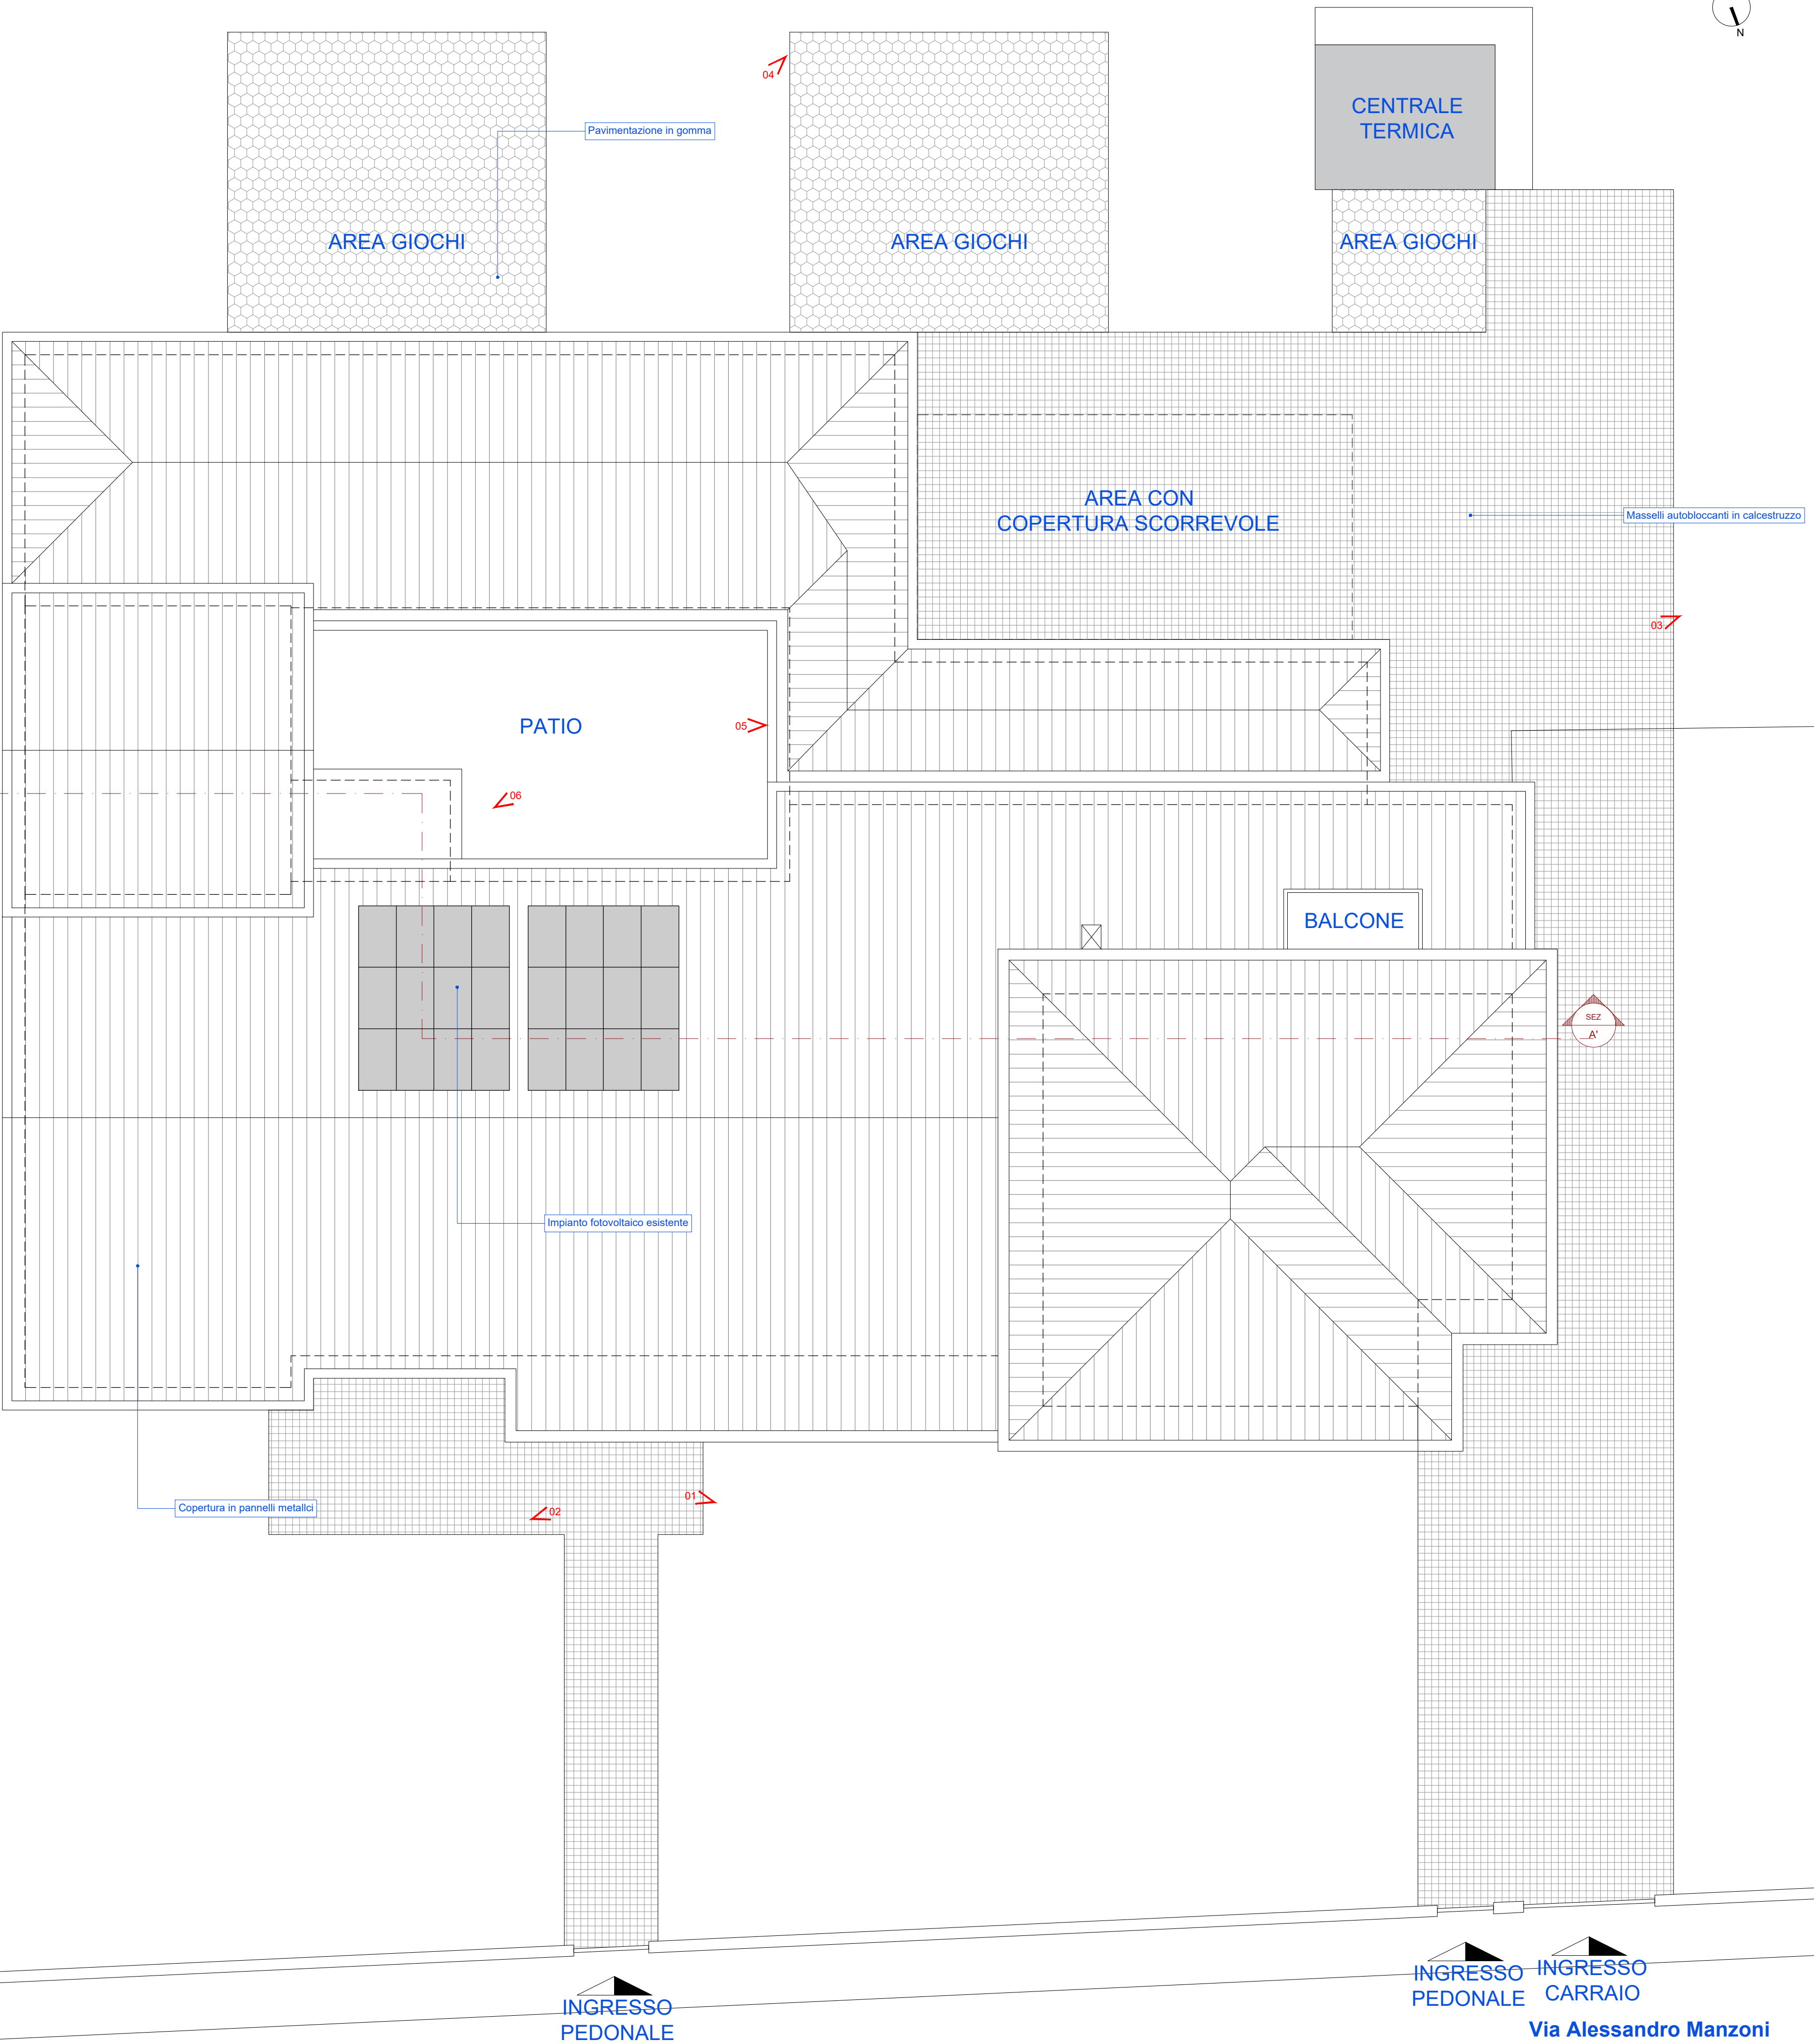 N
04
CENTRALE
TERMICA
Pavimentazione in gomma
AREA GIOCHI
AREA GIOCHI
AREA GIOCHI
AREA CON
COPERTURA SCORREVOLE
Masselli autobloccanti in calcestruzzo
03
PATIO
05
06
BALCONE
SEZ
A'
Impianto fotovoltaico esistente
Copertura in pannelli metallci
01
02
INGRESSO
PEDONALE
INGRESSO
PEDONALE
INGRESSO
CARRAIO
Via Alessandro Manzoni